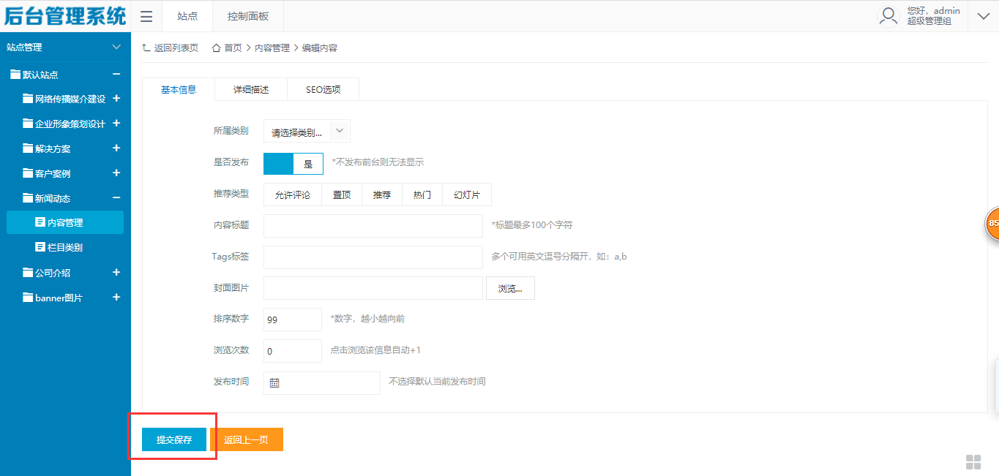 后台管理系统
站点
控制面板
您好，admin
超级管理组
站点管理
默认站点
网络传播媒介建设
企业形象策划设计
解决方案
客户案例
新闻动态
内容管理
栏目类别
公司介绍
banner图片
返回列表页 首页 > 内容管理 > 编辑内容
基本信息 详细描述 SEO选项
所属类别 请选择类别...
是否发布 是 *不发布前台则无法显示
推荐类型 允许评论 置顶 推荐 热门 幻灯片
内容标题 *标题最多100个字符
Tags标签 多个可用英文逗号分隔开，如：a,b
封面图片 浏览...
排序数字 99 *数字，越小越向前
浏览次数 0 点击浏览该信息自动+1
发布时间 不选择默认当前发布时间
提交保存 返回上一页
85